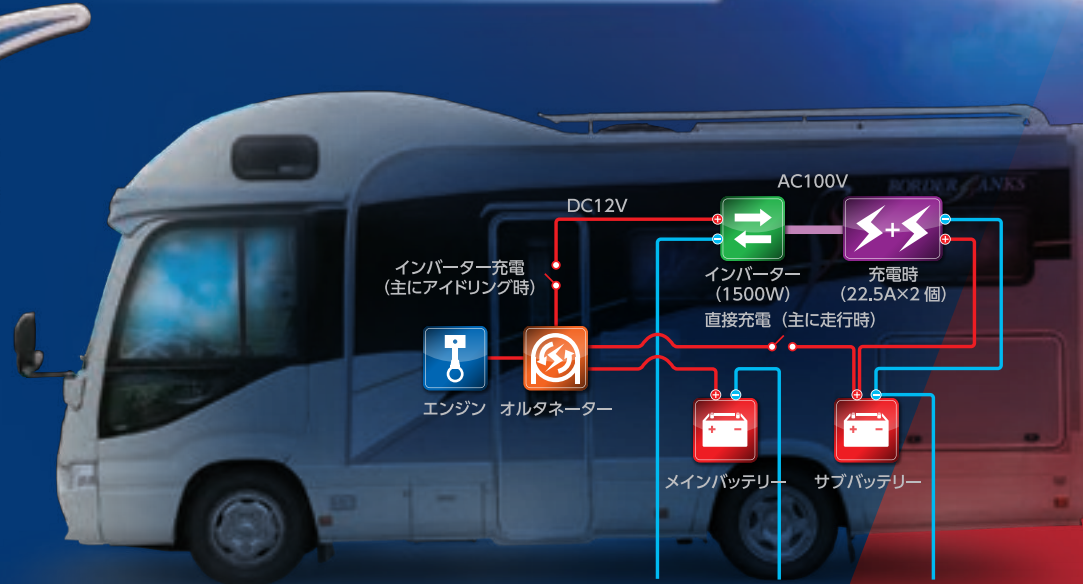 AC100V
BORDER BANKS
DC12V
インバーター充電
(主にアイドリング時)
インバーター
(1500W)
充電時
(22.5A×2個)
直接充電(主に走行時)
エンジン
オルタネーター
メインバッテリー
サブバッテリー